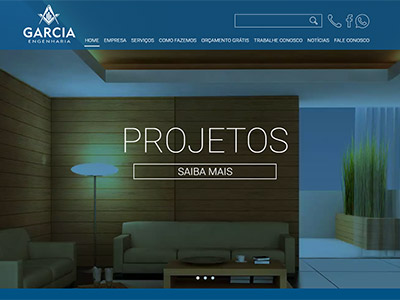 GARCIA
ENGENHARIA
HOME EMPRESA SERVIÇOS COMO FAZEMOS ORÇAMENTO GRÁTIS TRABALHE CONOSCO NOTÍCIAS FALE CONOSCO
PROJETOS
SAIBA MAIS